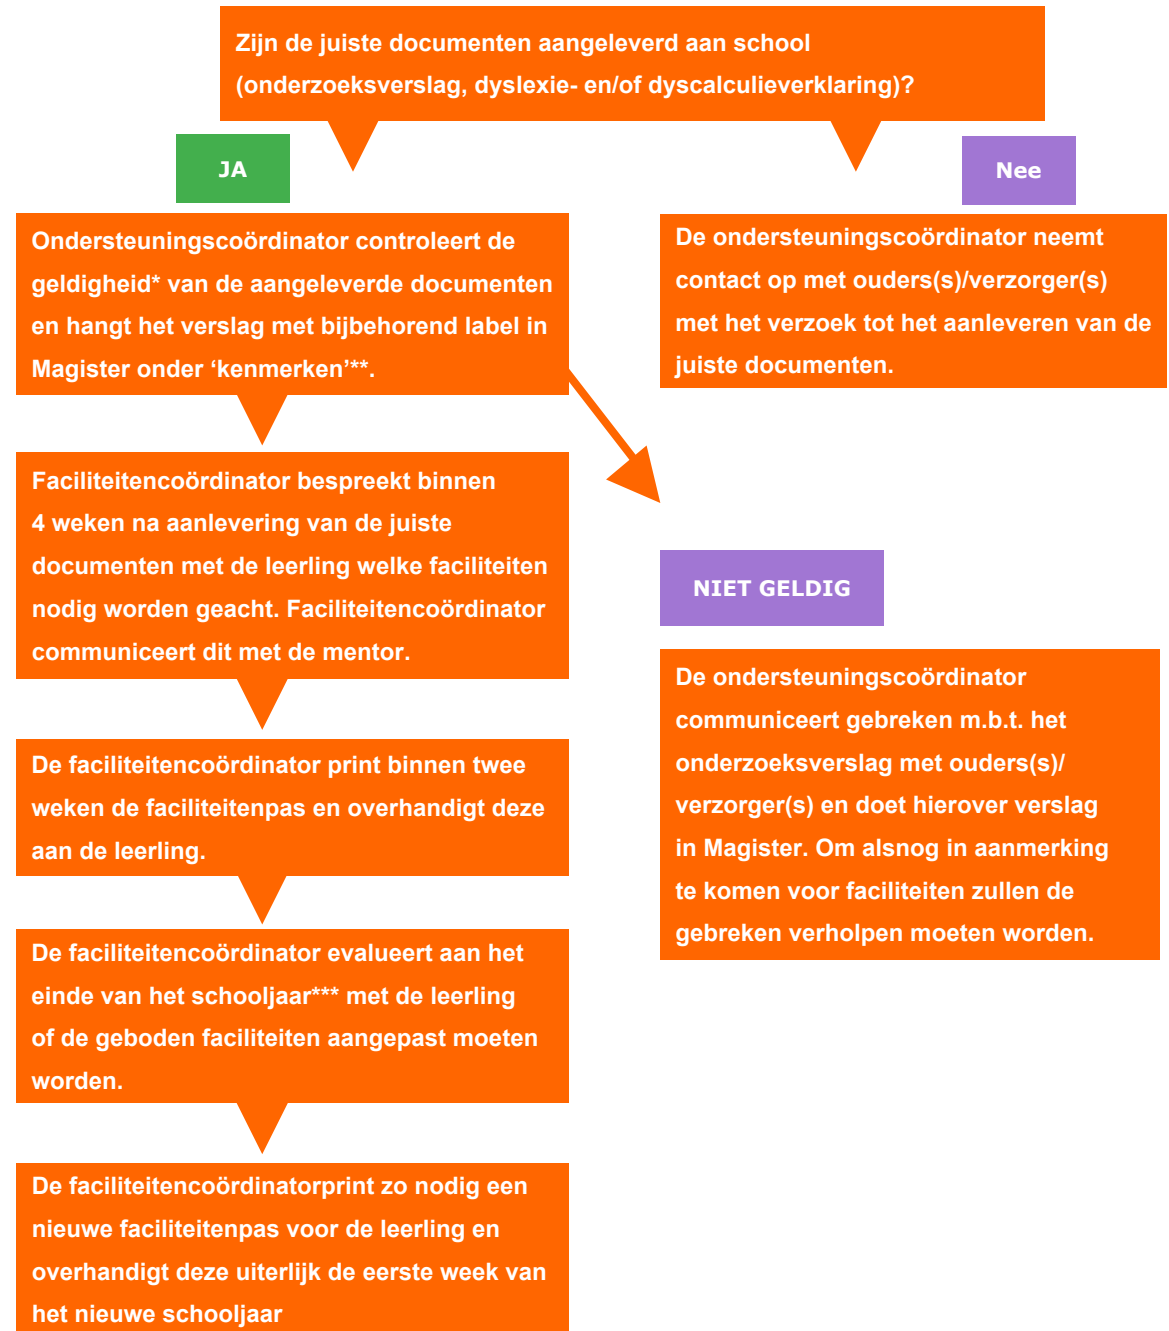 Zijn de juiste documenten aangeleverd aan school
(onderzoeksverslag, dyslexie- en/of dyscalculieverklaring)?
JA
Nee
Ondersteuningscoördinator controleert de
geldigheid* van de aangeleverde documenten
en hangt het verslag met bijbehorend label in
Magister onder ‘kenmerken’**.
De ondersteuningscoördinator neemt
contact op met ouders(s)/verzorger(s)
met het verzoek tot het aanleveren van de
juiste documenten.
Faciliteitencoördinator bespreekt binnen
4 weken na aanlevering van de juiste
documenten met de leerling welke faciliteiten
nodig worden geacht. Faciliteitencoördinator
communiceert dit met de mentor.
NIET GELDIG
De ondersteuningscoördinator
communiceert gebreken m.b.t. het
onderzoeksverslag met ouders(s)/
verzorger(s) en doet hierover verslag
in Magister. Om alsnog in aanmerking
te komen voor faciliteiten zullen de
gebreken verholpen moeten worden.
De faciliteitencoördinator print binnen twee
weken de faciliteitenpas en overhandigt deze
aan de leerling.
De faciliteitencoördinator evalueert aan het
einde van het schooljaar*** met de leerling
of de geboden faciliteiten aangepast moeten
worden.
De faciliteitencoördinatorprint zo nodig een
nieuwe faciliteitenpas voor de leerling en
overhandigt deze uiterlijk de eerste week van
het nieuwe schooljaar